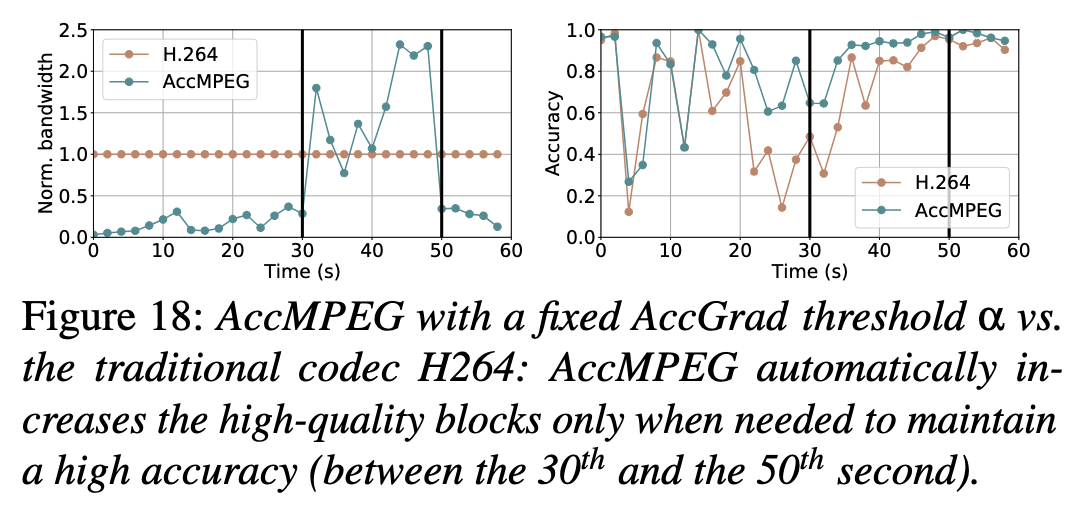 2.5
2.0
1.5
1.0
0.5
0.0
Norm. bandwidth
H.264
AccMPEG
0 10 20 30 40 50 60
Time (s)
1.0
0.8
0.6
0.4
0.2
0.0
Accuracy
H.264
AccMPEG
0 10 20 30 40 50 60
Time (s)
Figure 18: AccMPEG with a fixed AccGrad threshold α vs.
the traditional codec H264: AccMPEG automatically in-
creases the high-quality blocks only when needed to maintain
a high accuracy (between the 30th and the 50th second).